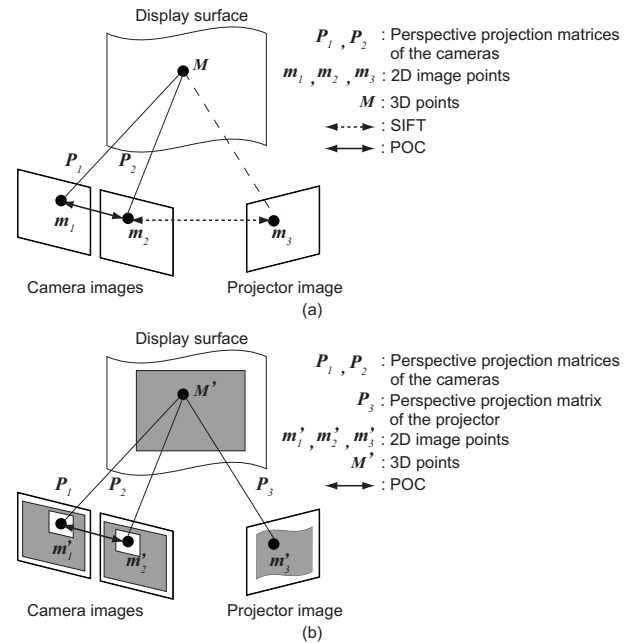 Display surface
M
P1
P2
m1
m2
m3
Camera images
Projector image
P1 , P2 : Perspective projection matrices
of the cameras
m1 , m2 , m3 : 2D image points
M : 3D points
: SIFT
: POC
(a)
Display surface
M'
P1
P2
P3
m'1
m'2
m'3
Camera images
Projector image
P1 , P2 : Perspective projection matrices
of the cameras
P3 : Perspective projection matrix
of the projector
m'1 , m'2 , m'3 : 2D image points
M' : 3D points
: POC
(b)